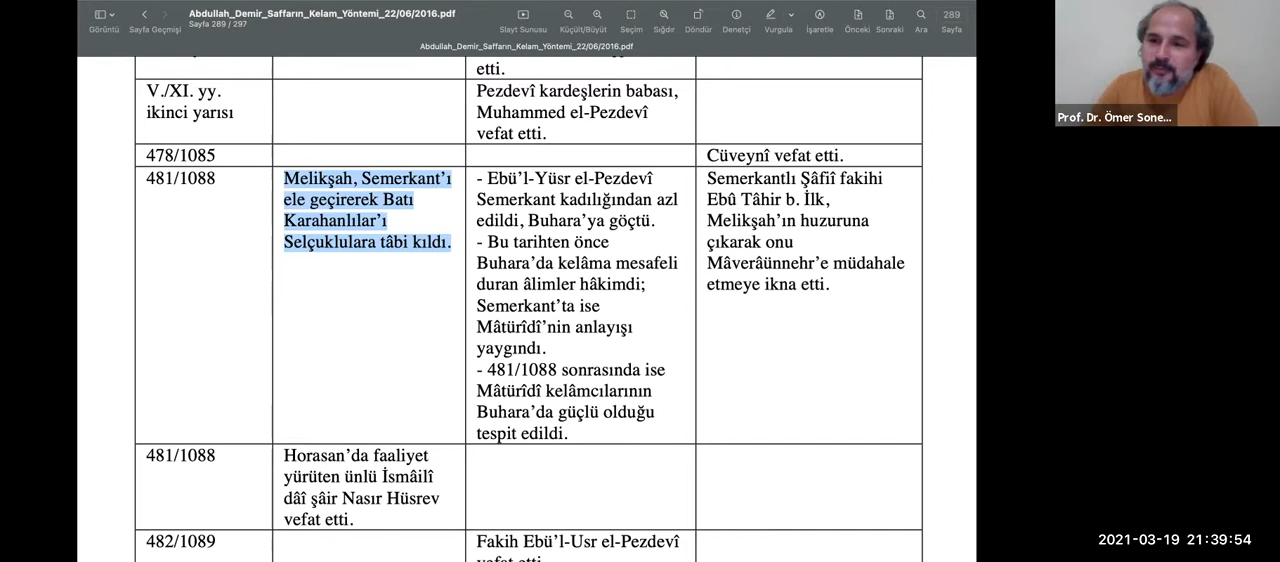 Abdullah_Demir_Saffarın_Kelam_Yöntemi_22/06/2016.pdf
Sayfa 289 / 297
289
Görüntü Sayfa Geçmişi Slayt Sunusu Küçült/Büyüt Seçim Sığdır Döndür Denetçi Vurgula İşaretle Önceki Sonraki Ara Sayfa
Abdullah_Demir_Saffarın_Kelam_Yöntemi_22/06/2016.pdf
etti.
V./XI. yy.
ikinci yarısı
Pezdevî kardeşlerin babası,
Muhammed el-Pezdevî
vefat etti.
478/1085
Cüveynî vefat etti.
481/1088
Melikşah, Semerkant’ı
ele geçirerek Batı
Karahanlılar’ı
Selçuklulara tâbi kıldı.
- Ebü’l-Yüsr el-Pezdevî
Semerkant kadılığından azl
edildi, Buhara’ya göçtü.
- Bu tarihten önce
Buhara’da kelâma mesafeli
duran âlimler hâkimdi;
Semerkant’ta ise
Mâtürîdî’nin anlayışı
yaygındı.
- 481/1088 sonrasında ise
Mâtürîdî kelâmcılarının
Buhara’da güçlü olduğu
tespit edildi.
Semerkantlı Şâfiî fakihi
Ebû Tâhir b. İlk,
Melikşah’ın huzuruna
çıkarak onu
Mâverâünnehr’e müdahale
etmeye ikna etti.
481/1088
Horasan’da faaliyet
yürüten ünlü İsmâilî
dâî şâir Nasır Hüsrev
vefat etti.
482/1089
Fakih Ebü’l-Usr el-Pezdevî
vefat etti.
Prof. Dr. Ömer Sone...
2021-03-19 21:39:54